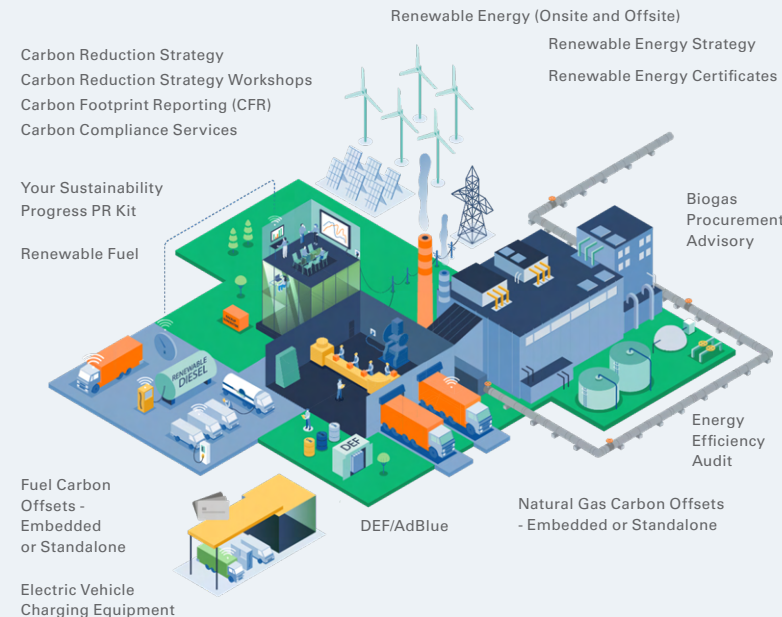 Renewable Energy (Onsite and Offsite)
Renewable Energy Strategy
Renewable Energy Certificates
Carbon Reduction Strategy
Carbon Reduction Strategy Workshops
Carbon Footprint Reporting (CFR)
Carbon Compliance Services
Your Sustainability
Progress PR Kit
Renewable Fuel
Biogas
Procurement
Advisory
RENEWABLE
DIESEL
DEF
Energy
Efficiency
Audit
Fuel Carbon
Offsets -
Embedded
or Standalone
DEF/AdBlue
Natural Gas Carbon Offsets
- Embedded or Standalone
Electric Vehicle
Charging Equipment